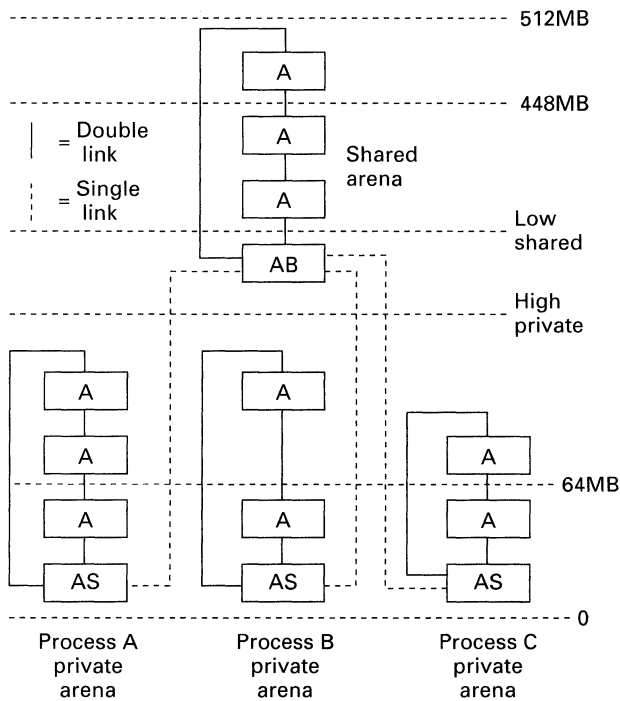 512MB
A
448MB
= Double
link
A
Shared
arena
= Single
link
A
Low
shared
AB
High
private
A
A
A
A
64MB
A
A
A
AS
AS
AS
0
Process A
private
arena
Process B
private
arena
Process C
private
arena